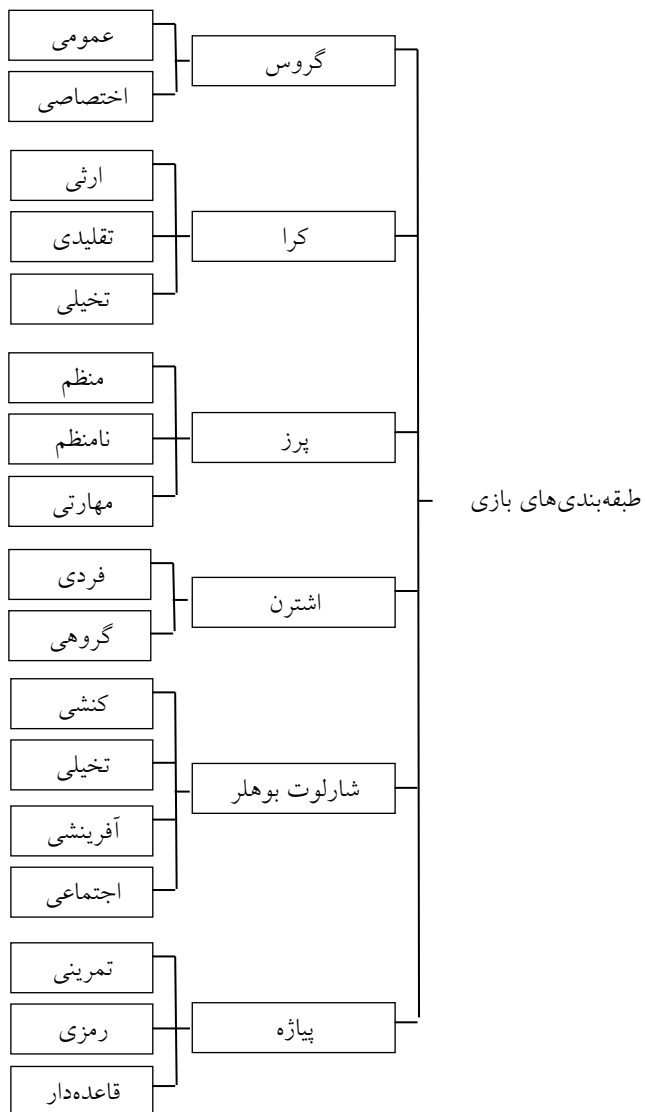 طبقه‌بندی‌های بازی
گروس
عمومی
اختصاصی
کرا
ارثی
تقلیدی
تخیلی
پرز
منظم
نامنظم
مهارتی
اشترن
فردی
گروهی
شارلوت بوهلر
کنشی
تخیلی
آفرینشی
اجتماعی
پیاژه
تمرینی
رمزی
قاعده‌دار